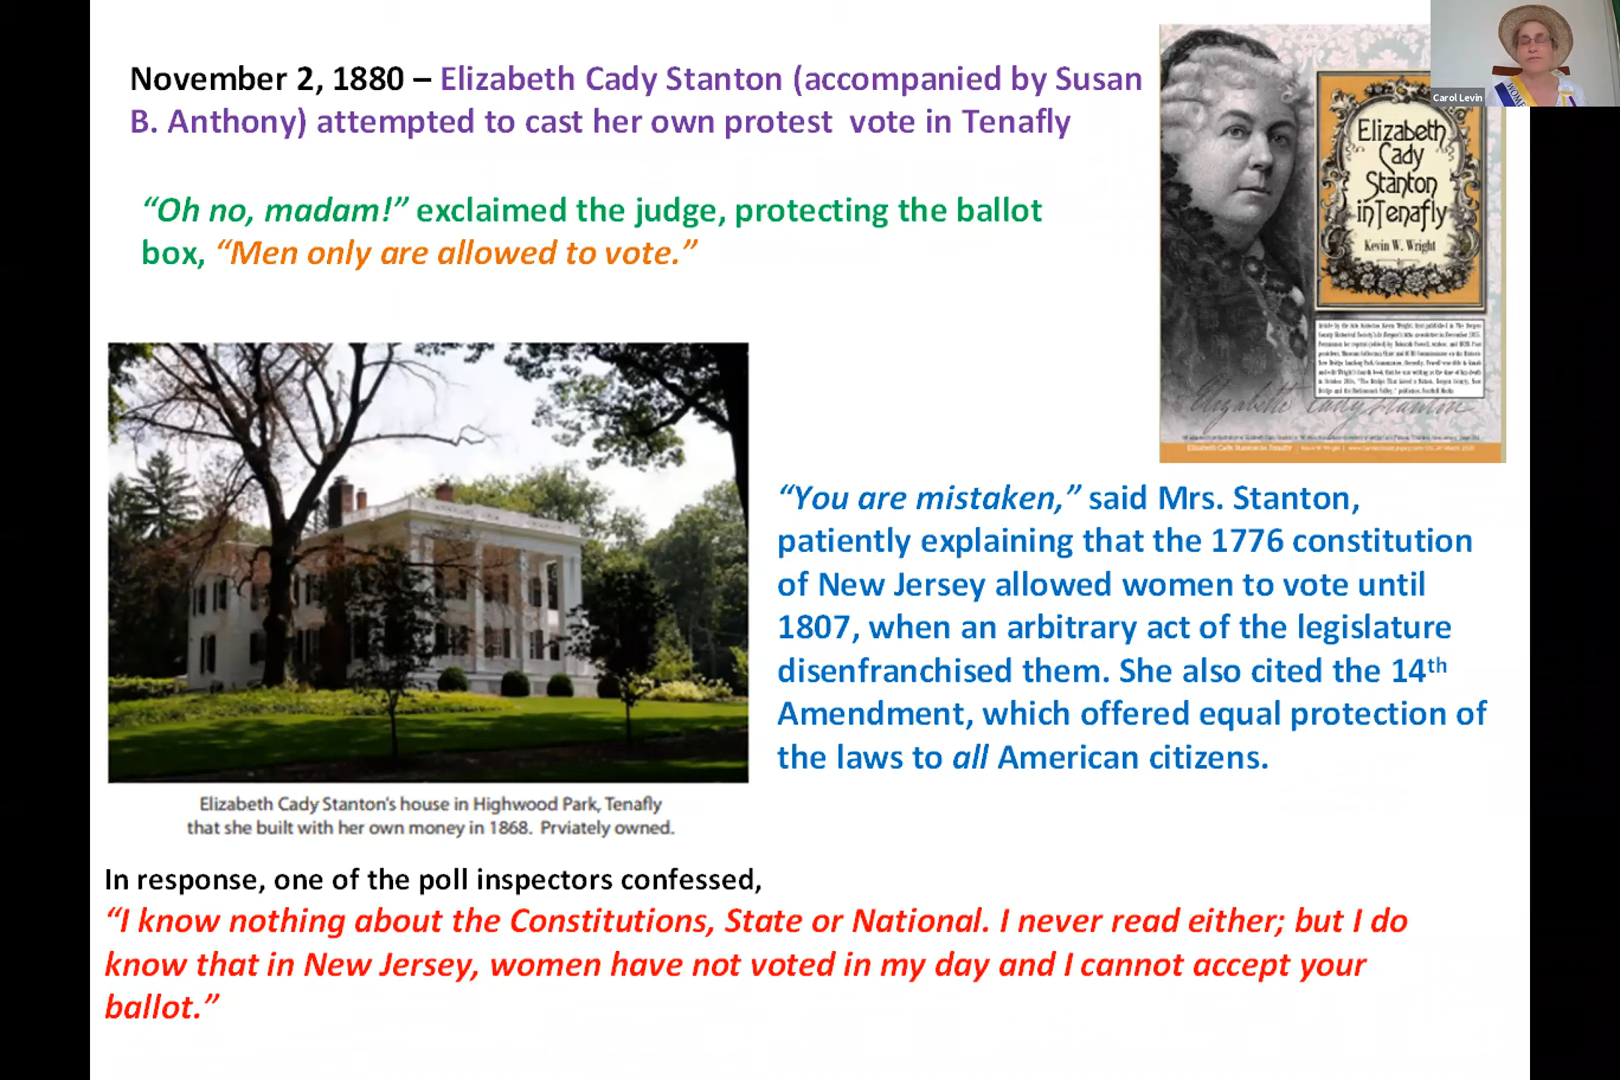 November 2, 1880 – Elizabeth Cady Stanton (accompanied by Susan
B. Anthony) attempted to cast her own protest vote in Tenafly
Carol Levin
Elizabeth
Cady
Stanton
in Tenafly
Kevin W. Wright
“Oh no, madam!” exclaimed the judge, protecting the ballot
box, “Men only are allowed to vote.”
Elizabeth Cady Stanton
“You are mistaken,” said Mrs. Stanton,
patiently explaining that the 1776 constitution
of New Jersey allowed women to vote until
1807, when an arbitrary act of the legislature
disenfranchised them. She also cited the 14th
Amendment, which offered equal protection of
the laws to all American citizens.
Elizabeth Cady Stanton's house in Highwood Park, Tenafly
that she built with her own money in 1868. Prviately owned.
In response, one of the poll inspectors confessed,
“I know nothing about the Constitutions, State or National. I never read either; but I do
know that in New Jersey, women have not voted in my day and I cannot accept your
ballot.”